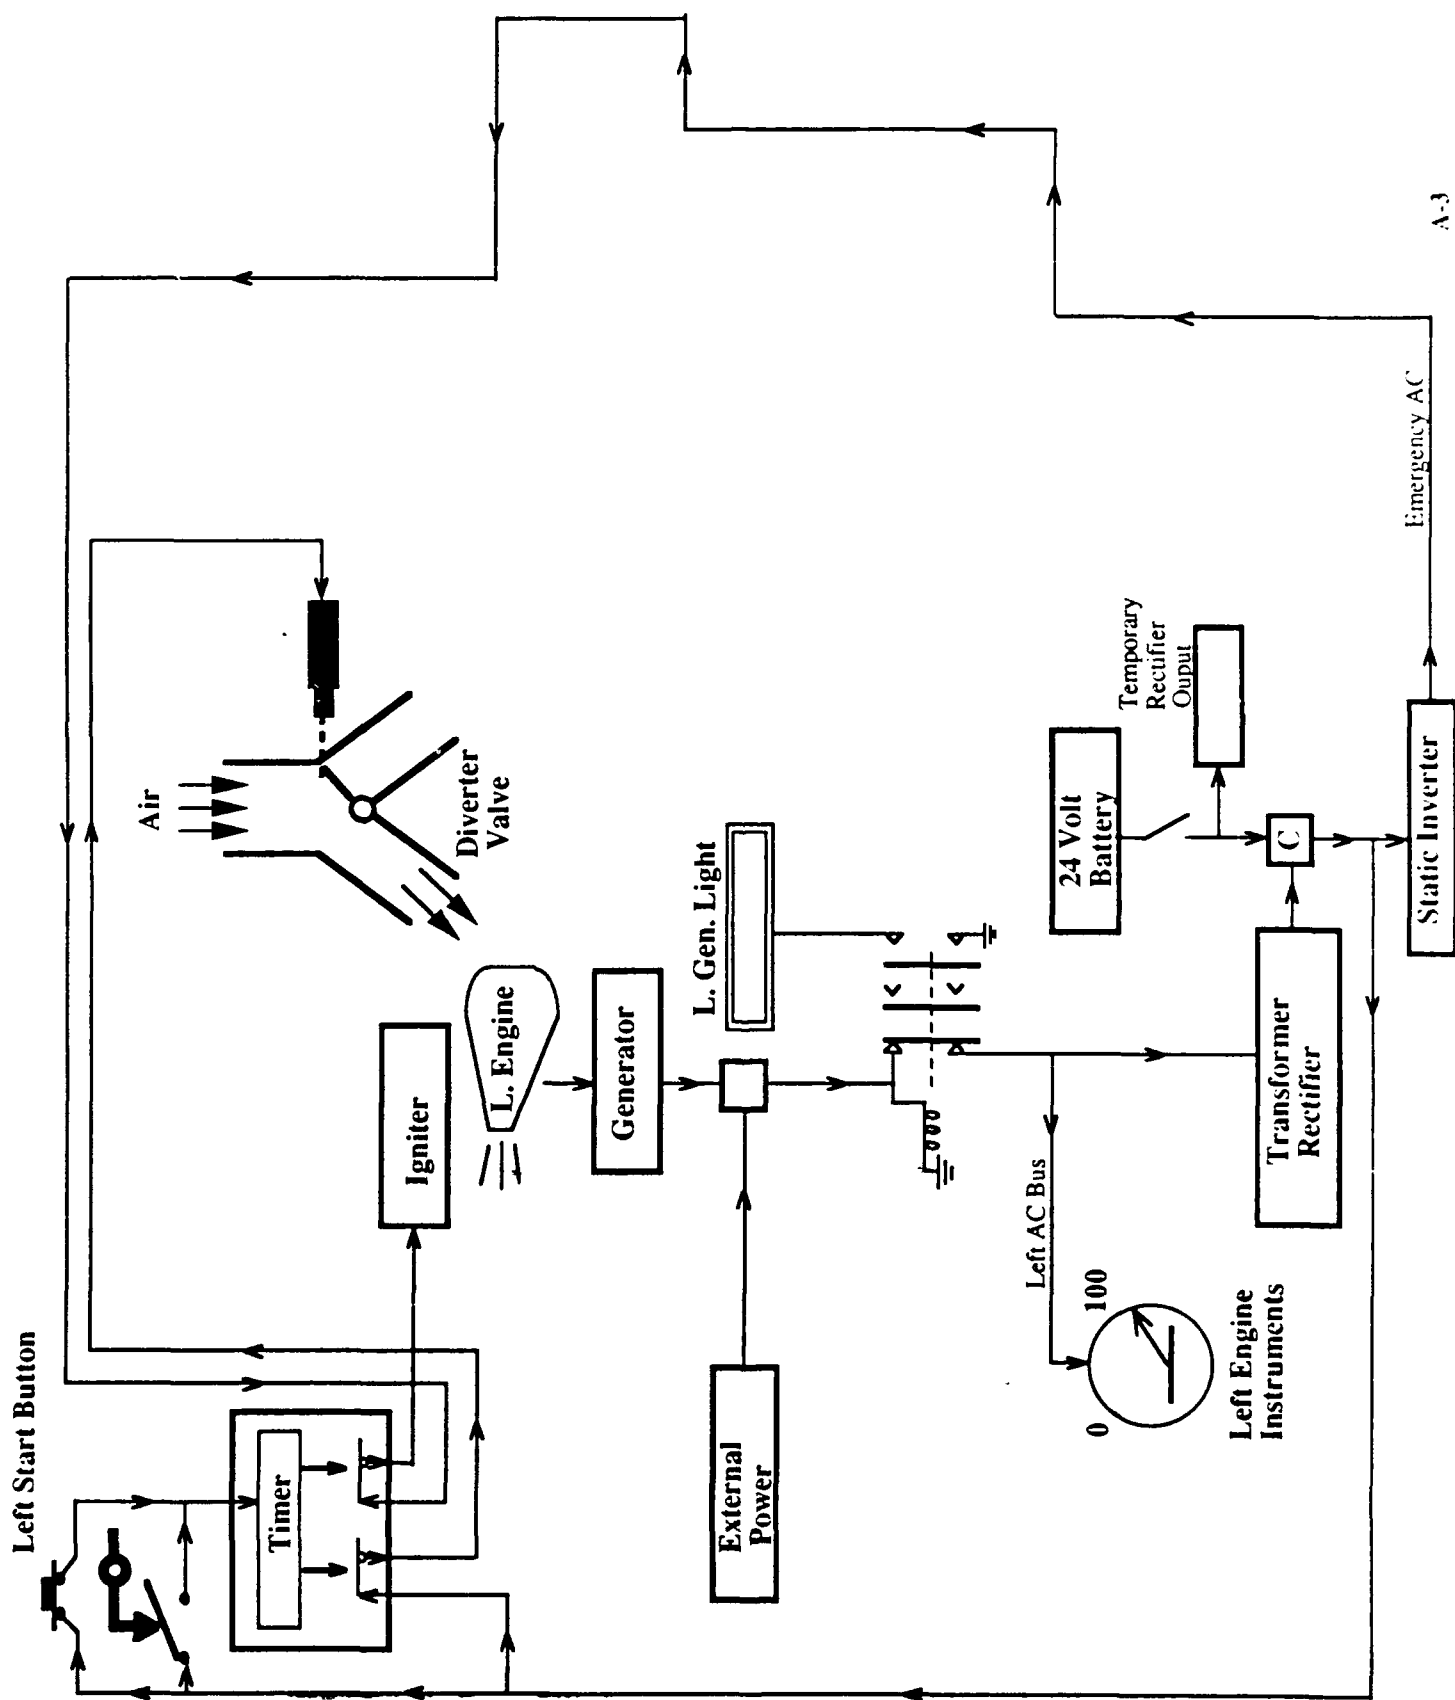 Left Start Button
Timer
Air
Diverter
Valve
Igniter
L. Engine
Generator
L. Gen. Light
External
Power
Left AC Bus
0
100
Left Engine
Instruments
24 Volt
Battery
Temporary
Rectifier
Ouput
C
Transformer
Rectifier
Static Inverter
Emergency AC
A-3